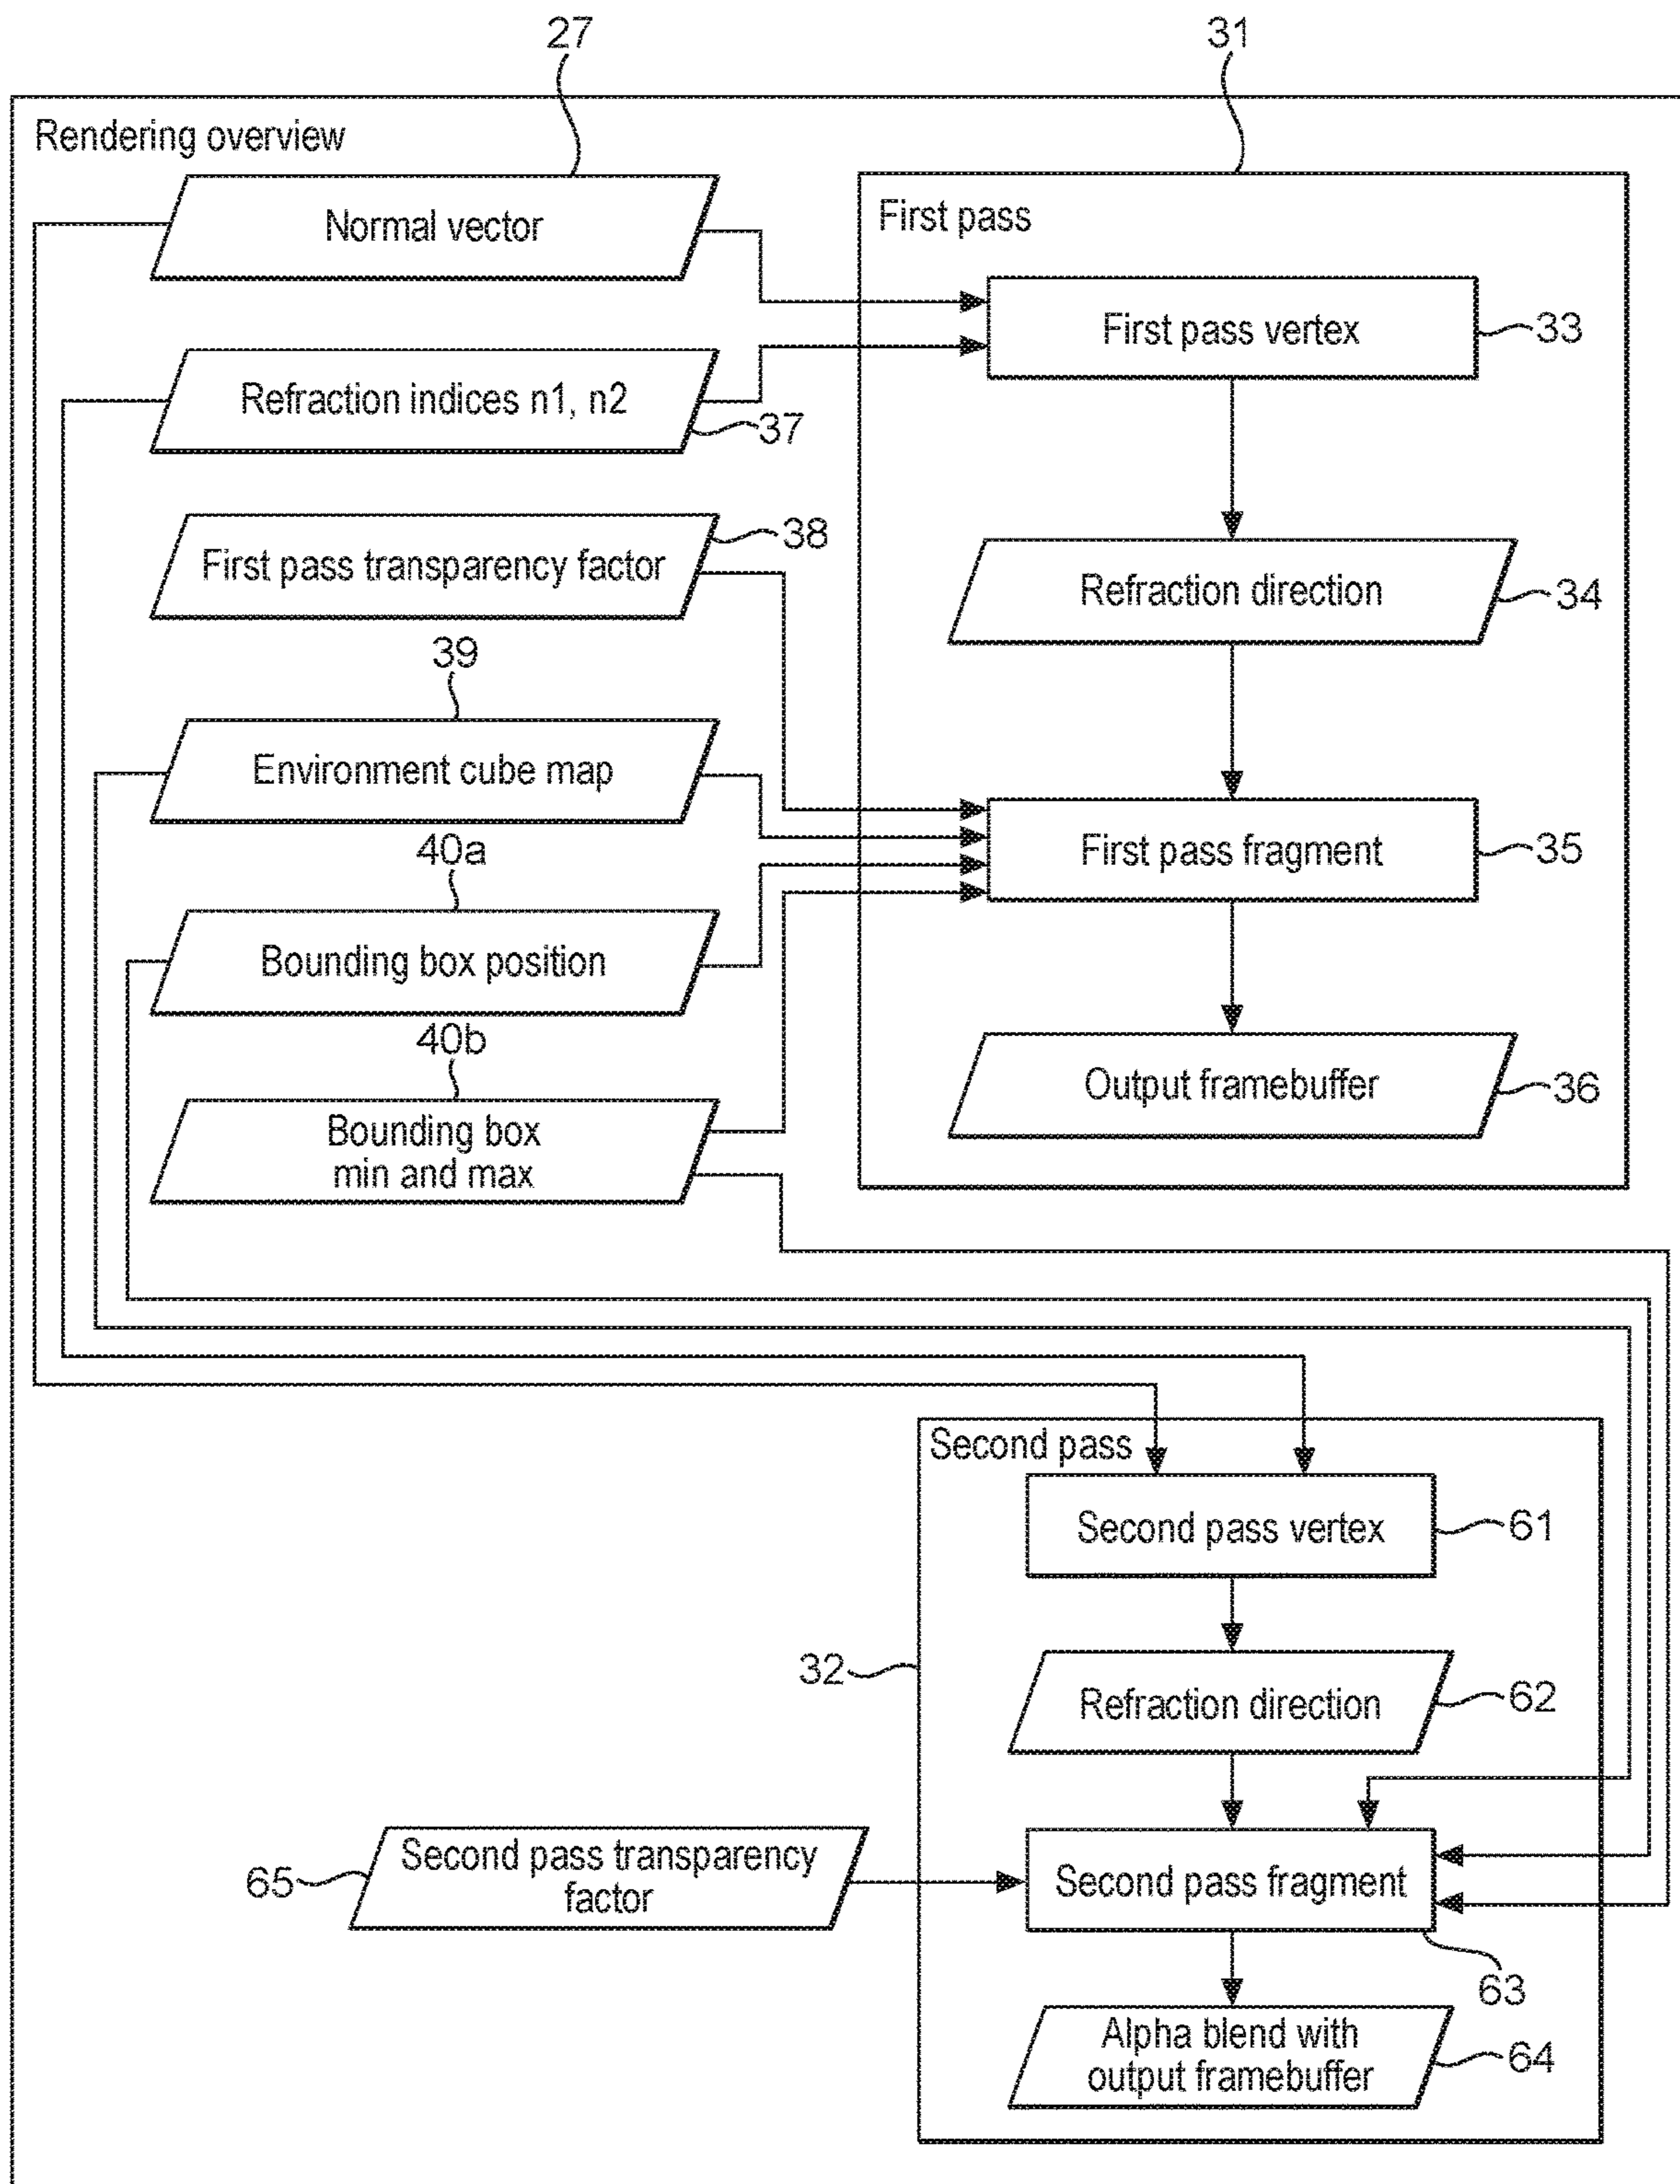 27
31
Rendering overview
Normal vector
First pass
First pass vertex
33
Refraction indices n1, n2
37
First pass transparency factor
38
Refraction direction
34
39
Environment cube map
First pass fragment
35
40a
Bounding box position
40b
Bounding box
min and max
Output framebuffer
36
Second pass
Second pass vertex
61
32
Refraction direction
62
65
Second pass transparency
factor
Second pass fragment
63
Alpha blend with
output framebuffer
64